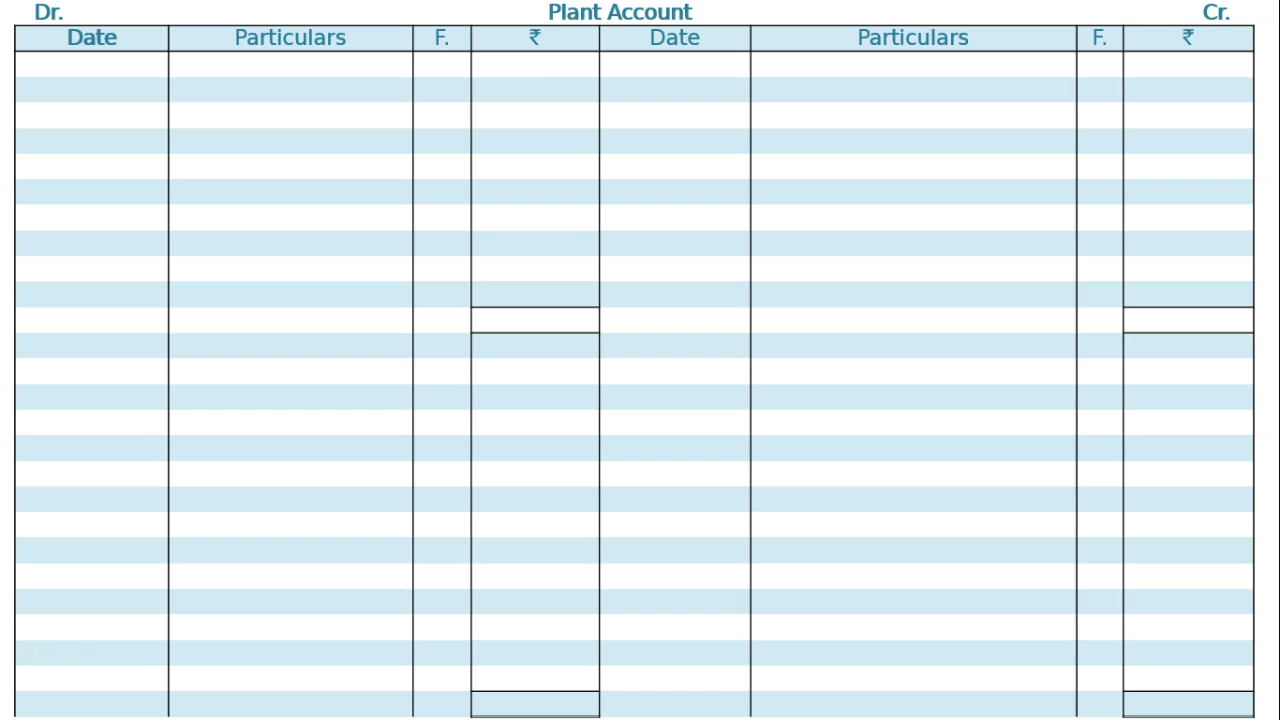 Dr. Plant Account Cr.
Date Particulars F. ₹ Date Particulars F. ₹